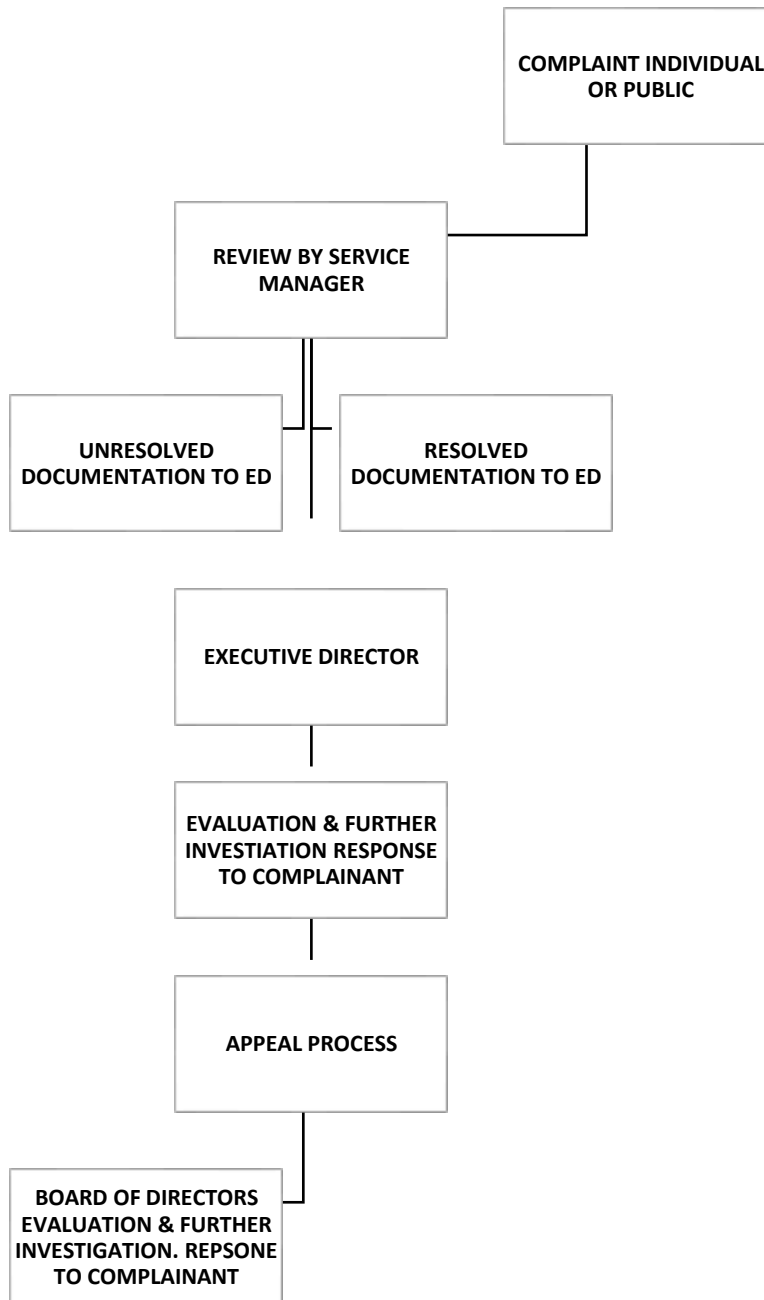 COMPLAINT INDIVIDUAL
OR PUBLIC
REVIEW BY SERVICE
MANAGER
UNRESOLVED
DOCUMENTATION TO ED
RESOLVED
DOCUMENTATION TO ED
EXECUTIVE DIRECTOR
EVALUATION & FURTHER
INVESTIATION RESPONSE
TO COMPLAINANT
APPEAL PROCESS
BOARD OF DIRECTORS
EVALUATION & FURTHER
INVESTIGATION. REPSONE
TO COMPLAINANT